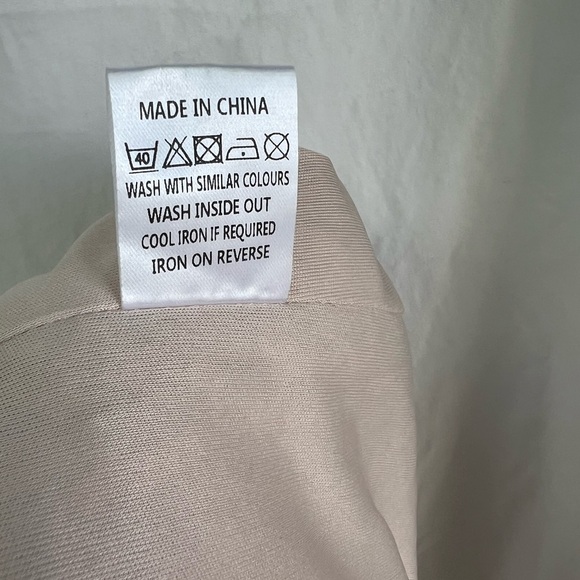 MADE IN CHINA
40
WASH WITH SIMILAR COLOURS
WASH INSIDE OUT
COOL IRON IF REQUIRED
IRON ON REVERSE